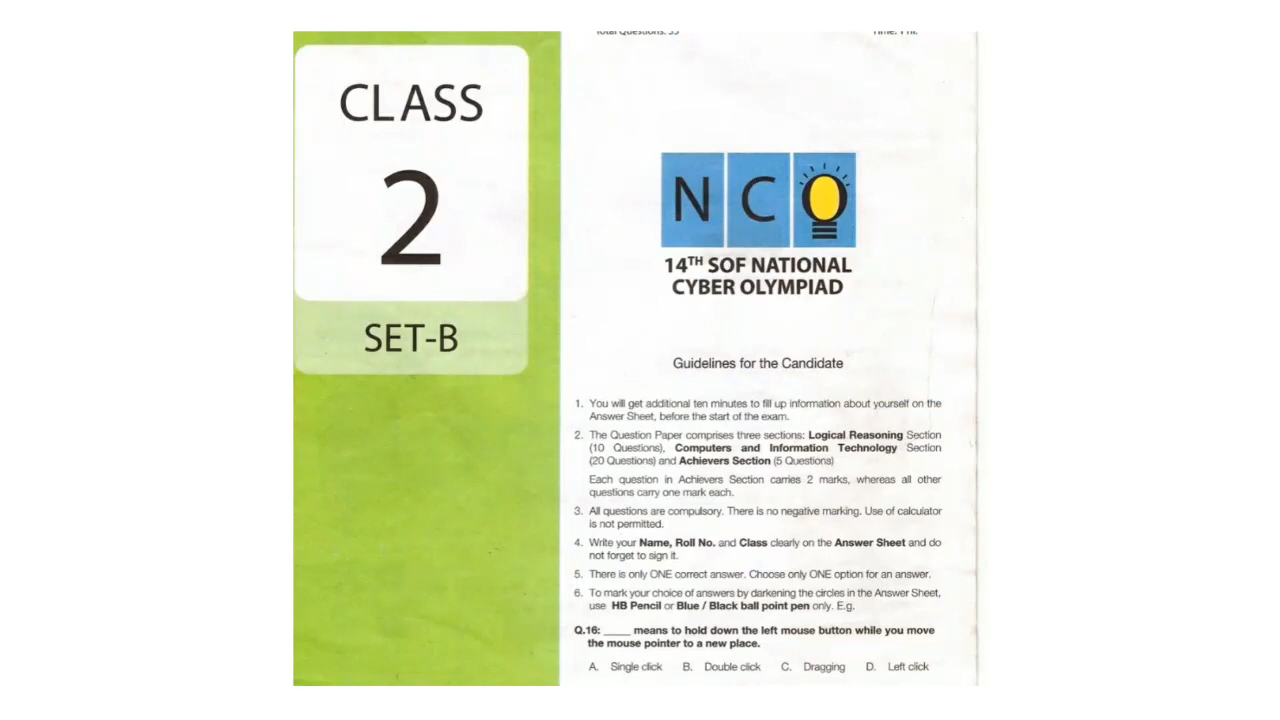 CLASS
2
SET-B
Total Questions: 35 Time: 1 hr.
NCO
14TH SOF NATIONAL
CYBER OLYMPIAD
Guidelines for the Candidate
1. You will get additional ten minutes to fill up information about yourself on the
Answer Sheet, before the start of the exam.
2. The Question Paper comprises three sections: Logical Reasoning Section
(10 Questions), Computers and Information Technology Section
(20 Questions) and Achievers Section (5 Questions)
Each question in Achievers Section carries 2 marks, whereas all other
questions carry one mark each.
3. All questions are compulsory. There is no negative marking. Use of calculator
is not permitted.
4. Write your Name, Roll No. and Class clearly on the Answer Sheet and do
not forget to sign it.
5. There is only ONE correct answer. Choose only ONE option for an answer.
6. To mark your choice of answers by darkening the circles in the Answer Sheet,
use HB Pencil or Blue / Black ball point pen only. E.g.
Q.16: _____ means to hold down the left mouse button while you move
the mouse pointer to a new place.
A. Single click B. Double click C. Dragging D. Left click